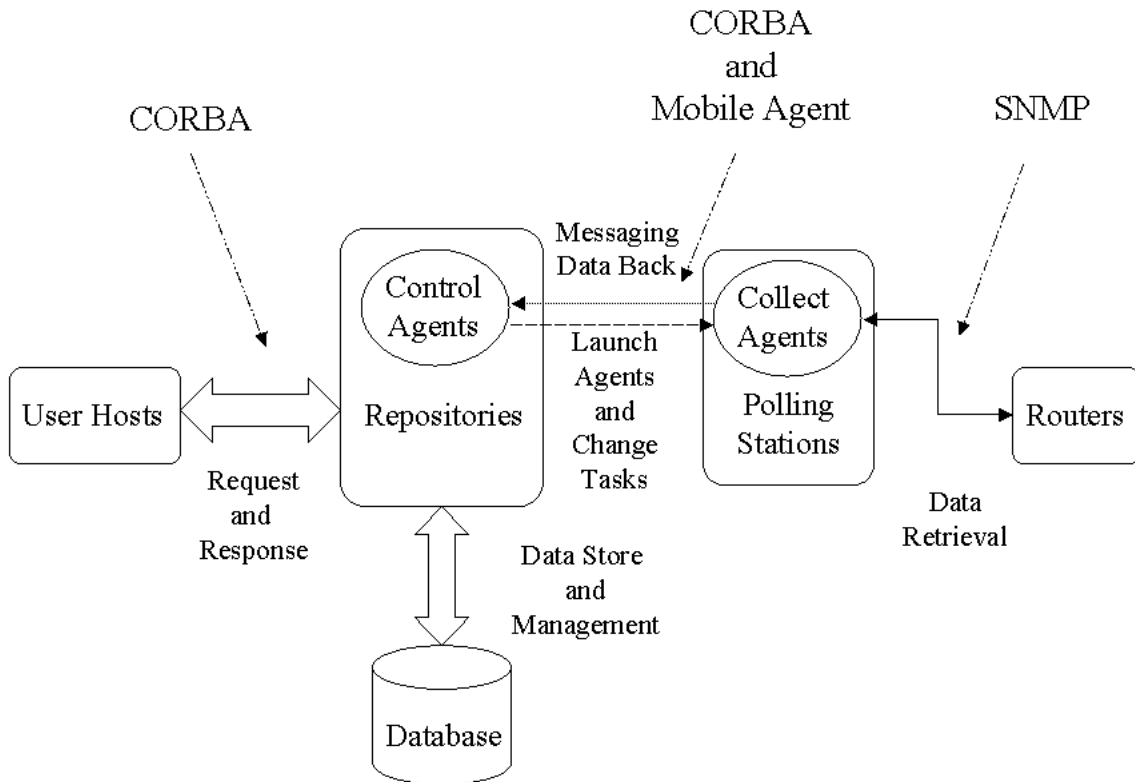 CORBA
and
Mobile Agent
CORBA
SNMP
Messaging
Data Back
Control
Agents
Collect
Agents
Launch
Agents
and
Change
Tasks
User Hosts
Repositories
Polling
Stations
Routers
Request
and
Response
Data
Retrieval
Data Store
and
Management
Database